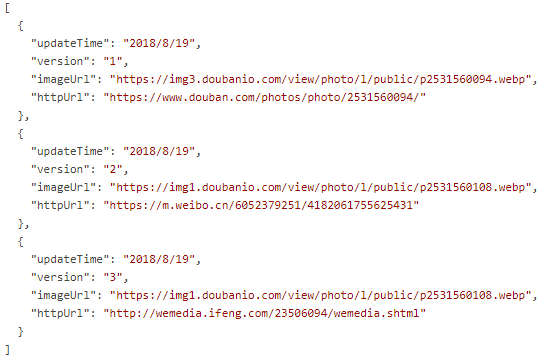 [
  {
    "updateTime": "2018/8/19",
    "version": "1",
    "imageUrl": "https://img3.doubanio.com/view/photo/l/public/p2531560094.webp",
    "httpUrl": "https://www.douban.com/photos/photo/2531560094/"
  },
  {
    "updateTime": "2018/8/19",
    "version": "2",
    "imageUrl": "https://img1.doubanio.com/view/photo/l/public/p2531560108.webp",
    "httpUrl": "https://m.weibo.cn/6052379251/4182061755625431"
  },
  {
    "updateTime": "2018/8/19",
    "version": "3",
    "imageUrl": "https://img1.doubanio.com/view/photo/l/public/p2531560108.webp",
    "httpUrl": "http://wemedia.ifeng.com/23506094/wemedia.shtml"
  }
]